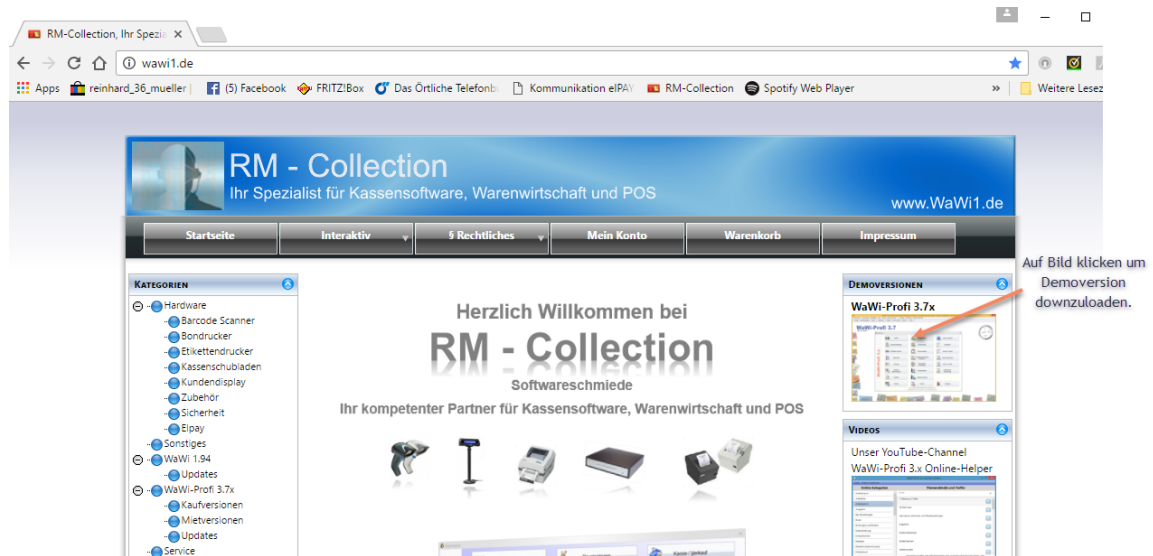 RM-Collection, Ihr Spezia
wawi1.de
Apps reinhard_36_mueller (5) Facebook FRITZ!Box Das Örtliche Telefonb Kommunikation elPAY RM-Collection Spotify Web Player » Weitere Lesez
RM - Collection
Ihr Spezialist für Kassensoftware, Warenwirtschaft und POS
www.WaWi1.de
Startseite Interaktiv § Rechtliches Mein Konto Warenkorb Impressum
Auf Bild klicken um
Demoversion
downzuloaden.
Kategorien
Hardware
Barcode Scanner
Bondrucker
Etikettendrucker
Kassenschubladen
Kundendisplay
Zubehör
Sicherheit
Elpay
Sonstiges
WaWi 1.94
Updates
WaWi-Profi 3.7x
Kaufversionen
Mietversionen
Updates
Service
Herzlich Willkommen bei
RM - Collection
Softwareschmiede
Ihr kompetenter Partner für Kassensoftware, Warenwirtschaft und POS
Demoversionen
WaWi-Profi 3.7x
WaWi-Profi 3.7
Videos
Unser YouTube-Channel
WaWi-Profi 3.x Online-Helper